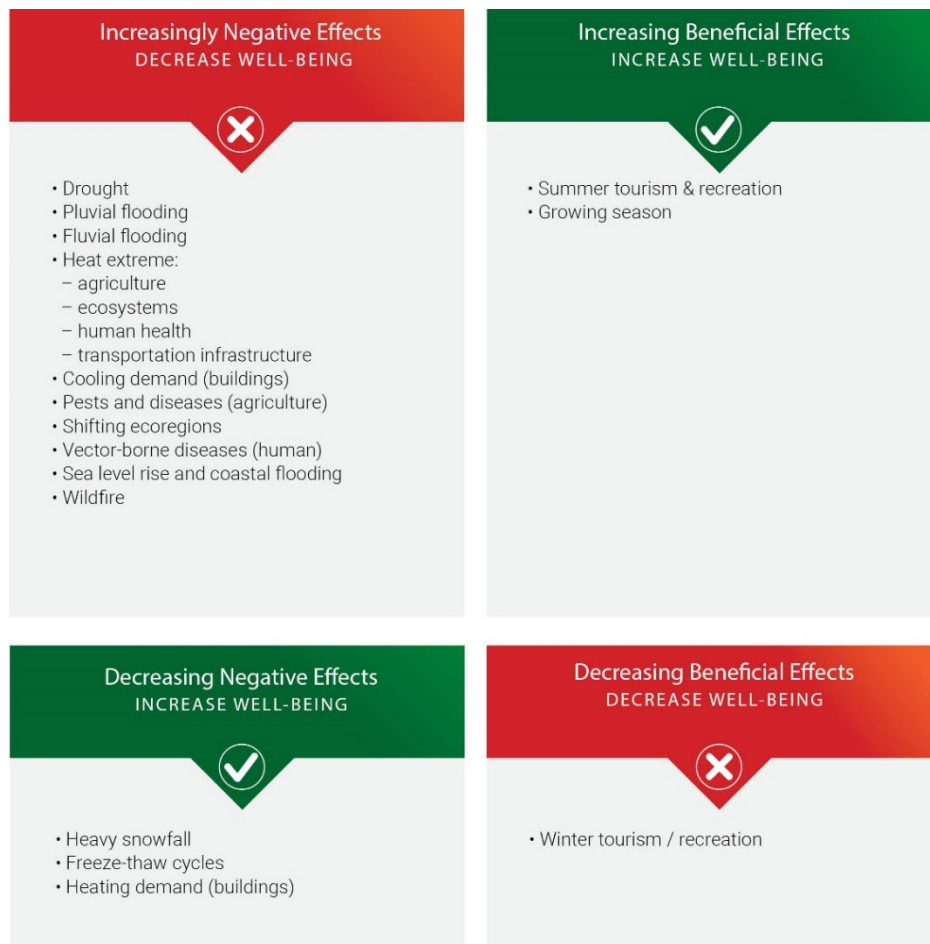 Increasingly Negative Effects
DECREASE WELL-BEING
• Drought
• Pluvial flooding
• Fluvial flooding
• Heat extreme:
– agriculture
– ecosystems
– human health
– transportation infrastructure
• Cooling demand (buildings)
• Pests and diseases (agriculture)
• Shifting ecoregions
• Vector-borne diseases (human)
• Sea level rise and coastal flooding
• Wildfire
Increasing Beneficial Effects
INCREASE WELL-BEING
• Summer tourism & recreation
• Growing season
Decreasing Negative Effects
INCREASE WELL-BEING
• Heavy snowfall
• Freeze-thaw cycles
• Heating demand (buildings)
Decreasing Beneficial Effects
DECREASE WELL-BEING
• Winter tourism / recreation